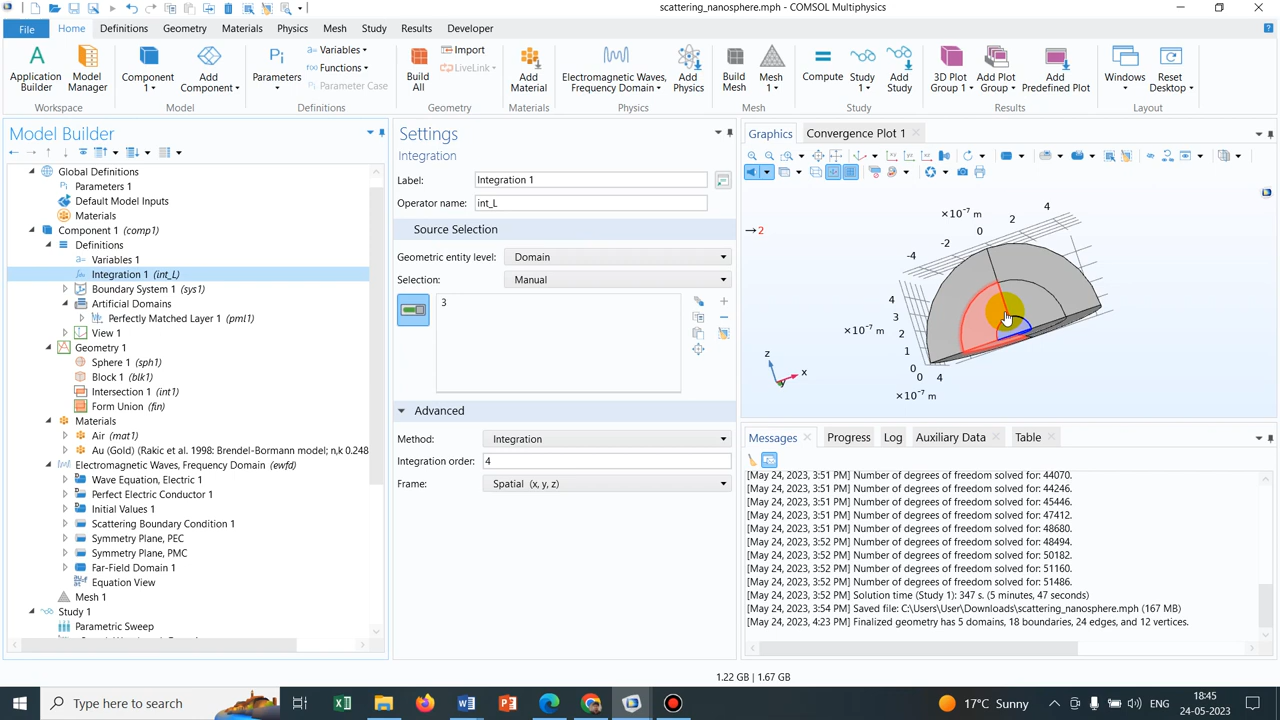 scattering_nanosphere.mph - COMSOL Multiphysics
File
Home
Definitions
Geometry
Materials
Physics
Mesh
Study
Results
Developer
Application Builder
Model Manager
Component 1
Add Component
Parameters
a= Variables
f(x) Functions
Pi Parameter Case
Build All
Import
LiveLink
Add Material
Electromagnetic Waves, Frequency Domain
Add Physics
Build Mesh
Mesh 1
Compute
Study 1
Add Study
3D Plot Group 1
Add Plot Group
Add Predefined Plot
Windows
Reset Desktop
Workspace
Model
Definitions
Geometry
Materials
Physics
Mesh
Study
Results
Layout
Model Builder
Global Definitions
Parameters 1
Default Model Inputs
Materials
Component 1 (comp1)
Definitions
Variables 1
Integration 1 (int_L)
Boundary System 1 (sys1)
Artificial Domains
Perfectly Matched Layer 1 (pml1)
View 1
Geometry 1
Sphere 1 (sph1)
Block 1 (blk1)
Intersection 1 (int1)
Form Union (fin)
Materials
Air (mat1)
Au (Gold) (Rakic et al. 1998: Brendel-Bormann model; n,k 0.248
Electromagnetic Waves, Frequency Domain (ewfd)
Wave Equation, Electric 1
Perfect Electric Conductor 1
Initial Values 1
Scattering Boundary Condition 1
Symmetry Plane, PEC
Symmetry Plane, PMC
Far-Field Domain 1
Equation View
Mesh 1
Study 1
Parametric Sweep
Settings
Integration
Label: Integration 1
Operator name: int_L
Source Selection
Geometric entity level: Domain
Selection: Manual
3
Advanced
Method: Integration
Integration order: 4
Frame: Spatial (x, y, z)
Graphics
Convergence Plot 1
→2
×10⁻⁷ m
4
2
0
-2
-4
4
3
2
1
0
×10⁻⁷ m
0 4
×10⁻⁷ m
z
x
Messages
Progress
Log
Auxiliary Data
Table
[May 24, 2023, 3:51 PM] Number of degrees of freedom solved for: 44070.
[May 24, 2023, 3:51 PM] Number of degrees of freedom solved for: 44246.
[May 24, 2023, 3:51 PM] Number of degrees of freedom solved for: 45446.
[May 24, 2023, 3:51 PM] Number of degrees of freedom solved for: 47412.
[May 24, 2023, 3:51 PM] Number of degrees of freedom solved for: 48680.
[May 24, 2023, 3:52 PM] Number of degrees of freedom solved for: 48494.
[May 24, 2023, 3:52 PM] Number of degrees of freedom solved for: 50182.
[May 24, 2023, 3:52 PM] Number of degrees of freedom solved for: 51160.
[May 24, 2023, 3:52 PM] Number of degrees of freedom solved for: 51486.
[May 24, 2023, 3:52 PM] Solution time (Study 1): 347 s. (5 minutes, 47 seconds)
[May 24, 2023, 3:54 PM] Saved file: C:\Users\User\Downloads\scattering_nanosphere.mph (167 MB)
[May 24, 2023, 4:23 PM] Finalized geometry has 5 domains, 18 boundaries, 24 edges, and 12 vertices.
1.22 GB | 1.67 GB
Type here to search
17°C Sunny
ENG
18:45
24-05-2023